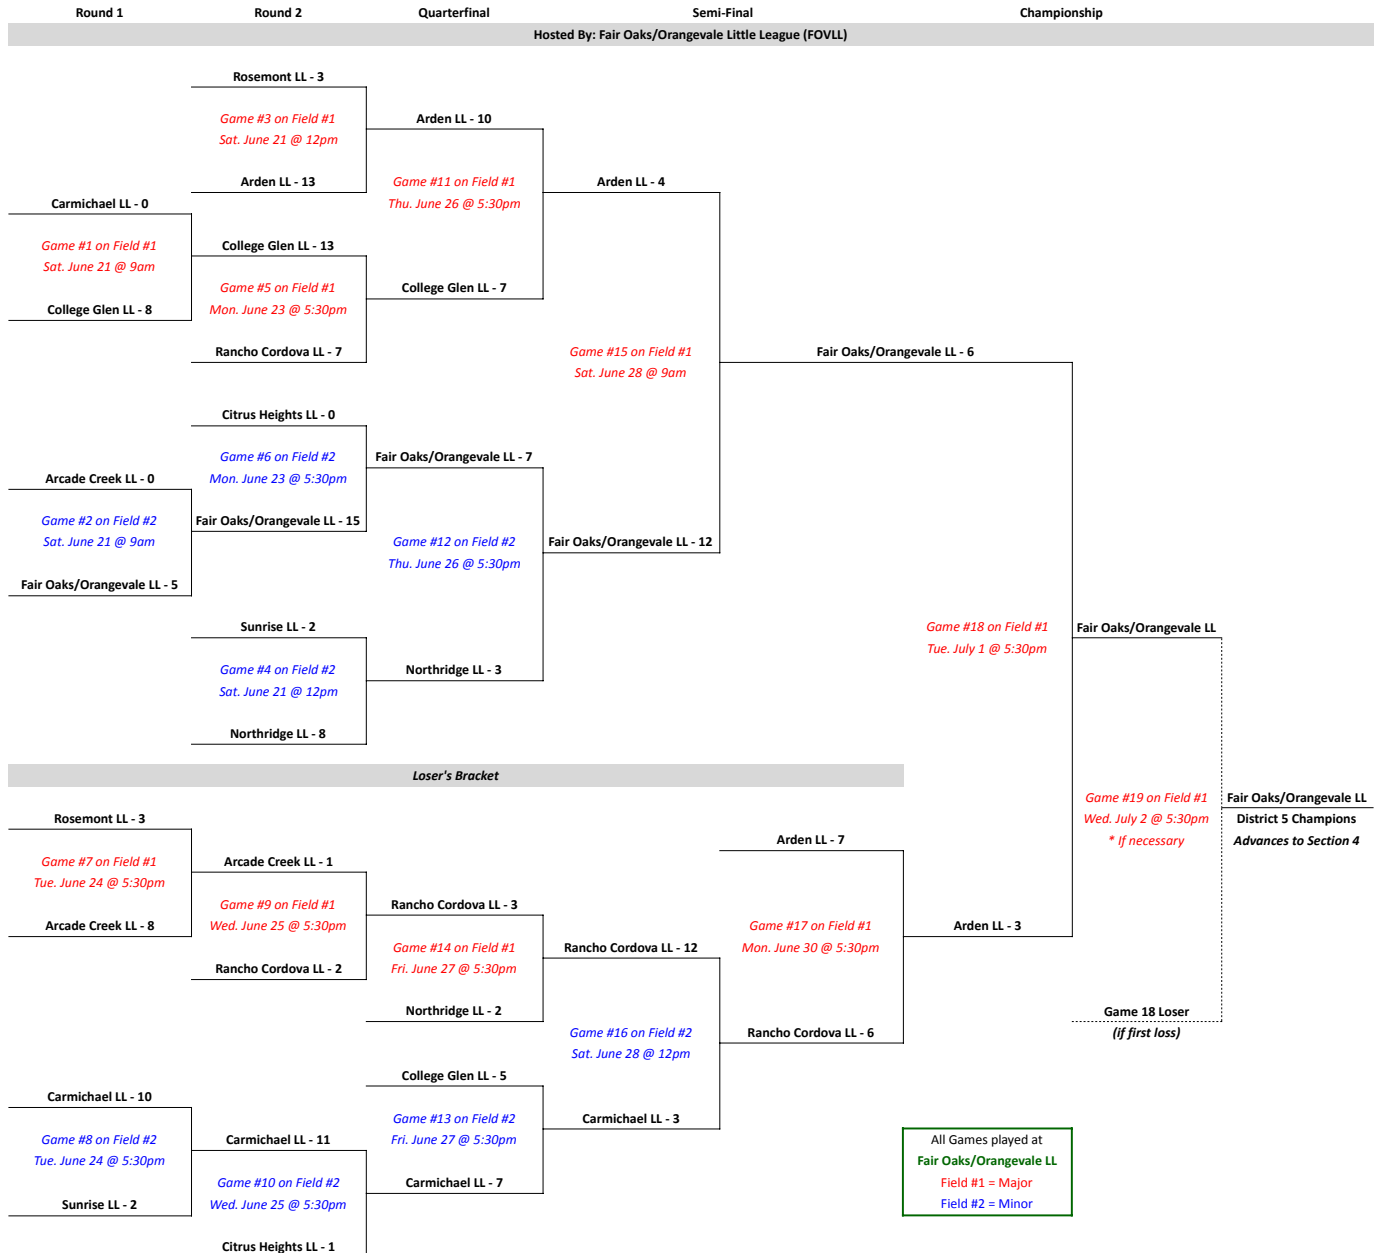 Round 1
Round 2
Quarterfinal
Semi-Final
Championship
Hosted By: Fair Oaks/Orangevale Little League (FOVLL)
Rosemont LL - 3
Game #3 on Field #1
Sat. June 21 @ 12pm
Arden LL - 13
Arden LL - 10
Game #11 on Field #1
Thu. June 26 @ 5:30pm
Arden LL - 4
Carmichael LL - 0
Game #1 on Field #1
Sat. June 21 @ 9am
College Glen LL - 8
College Glen LL - 13
Game #5 on Field #1
Mon. June 23 @ 5:30pm
Rancho Cordova LL - 7
College Glen LL - 7
Game #15 on Field #1
Sat. June 28 @ 9am
Fair Oaks/Orangevale LL - 6
Citrus Heights LL - 0
Game #6 on Field #2
Mon. June 23 @ 5:30pm
Fair Oaks/Orangevale LL - 15
Fair Oaks/Orangevale LL - 7
Arcade Creek LL - 0
Game #2 on Field #2
Sat. June 21 @ 9am
Fair Oaks/Orangevale LL - 5
Game #12 on Field #2
Thu. June 26 @ 5:30pm
Fair Oaks/Orangevale LL - 12
Sunrise LL - 2
Game #4 on Field #2
Sat. June 21 @ 12pm
Northridge LL - 8
Northridge LL - 3
Game #18 on Field #1
Tue. July 1 @ 5:30pm
Fair Oaks/Orangevale LL
Loser's Bracket
Rosemont LL - 3
Game #7 on Field #1
Tue. June 24 @ 5:30pm
Arcade Creek LL - 8
Arcade Creek LL - 1
Game #9 on Field #1
Wed. June 25 @ 5:30pm
Rancho Cordova LL - 2
Rancho Cordova LL - 3
Game #14 on Field #1
Fri. June 27 @ 5:30pm
Northridge LL - 2
Rancho Cordova LL - 12
Game #16 on Field #2
Sat. June 28 @ 12pm
Arden LL - 7
Game #17 on Field #1
Mon. June 30 @ 5:30pm
Rancho Cordova LL - 6
Arden LL - 3
Game #19 on Field #1
Wed. July 2 @ 5:30pm
* If necessary
Fair Oaks/Orangevale LL
District 5 Champions
Advances to Section 4
Game 18 Loser
(if first loss)
College Glen LL - 5
Game #13 on Field #2
Fri. June 27 @ 5:30pm
Carmichael LL - 7
Carmichael LL - 3
Carmichael LL - 10
Game #8 on Field #2
Tue. June 24 @ 5:30pm
Sunrise LL - 2
Carmichael LL - 11
Game #10 on Field #2
Wed. June 25 @ 5:30pm
Citrus Heights LL - 1
All Games played at
Fair Oaks/Orangevale LL
Field #1 = Major
Field #2 = Minor